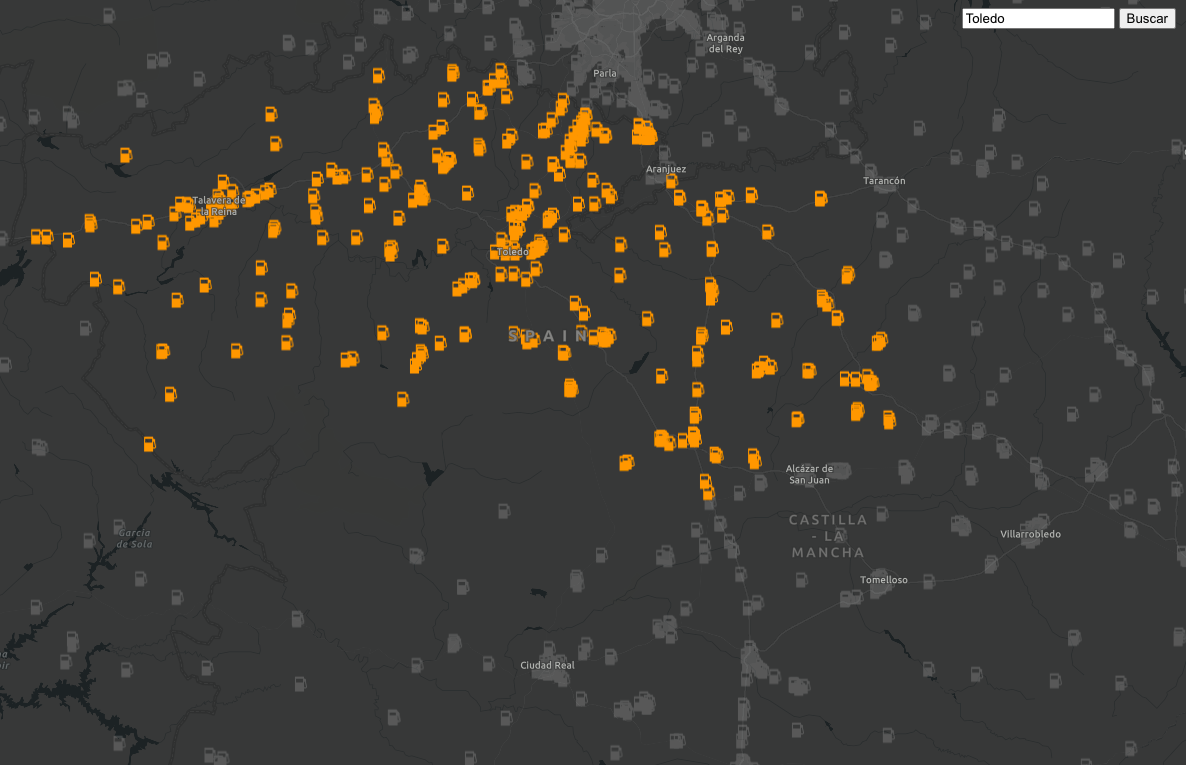 Toledo
Buscar
Arganda
del Rey
Parla
Aranjuez
Tarancón
Talavera de
la Reina
Toledo
SPAIN
Alcázar de
San Juan
CASTILLA
- LA
MANCHA
García
de Sola
Villarrobledo
Tomelloso
Ciudad Real